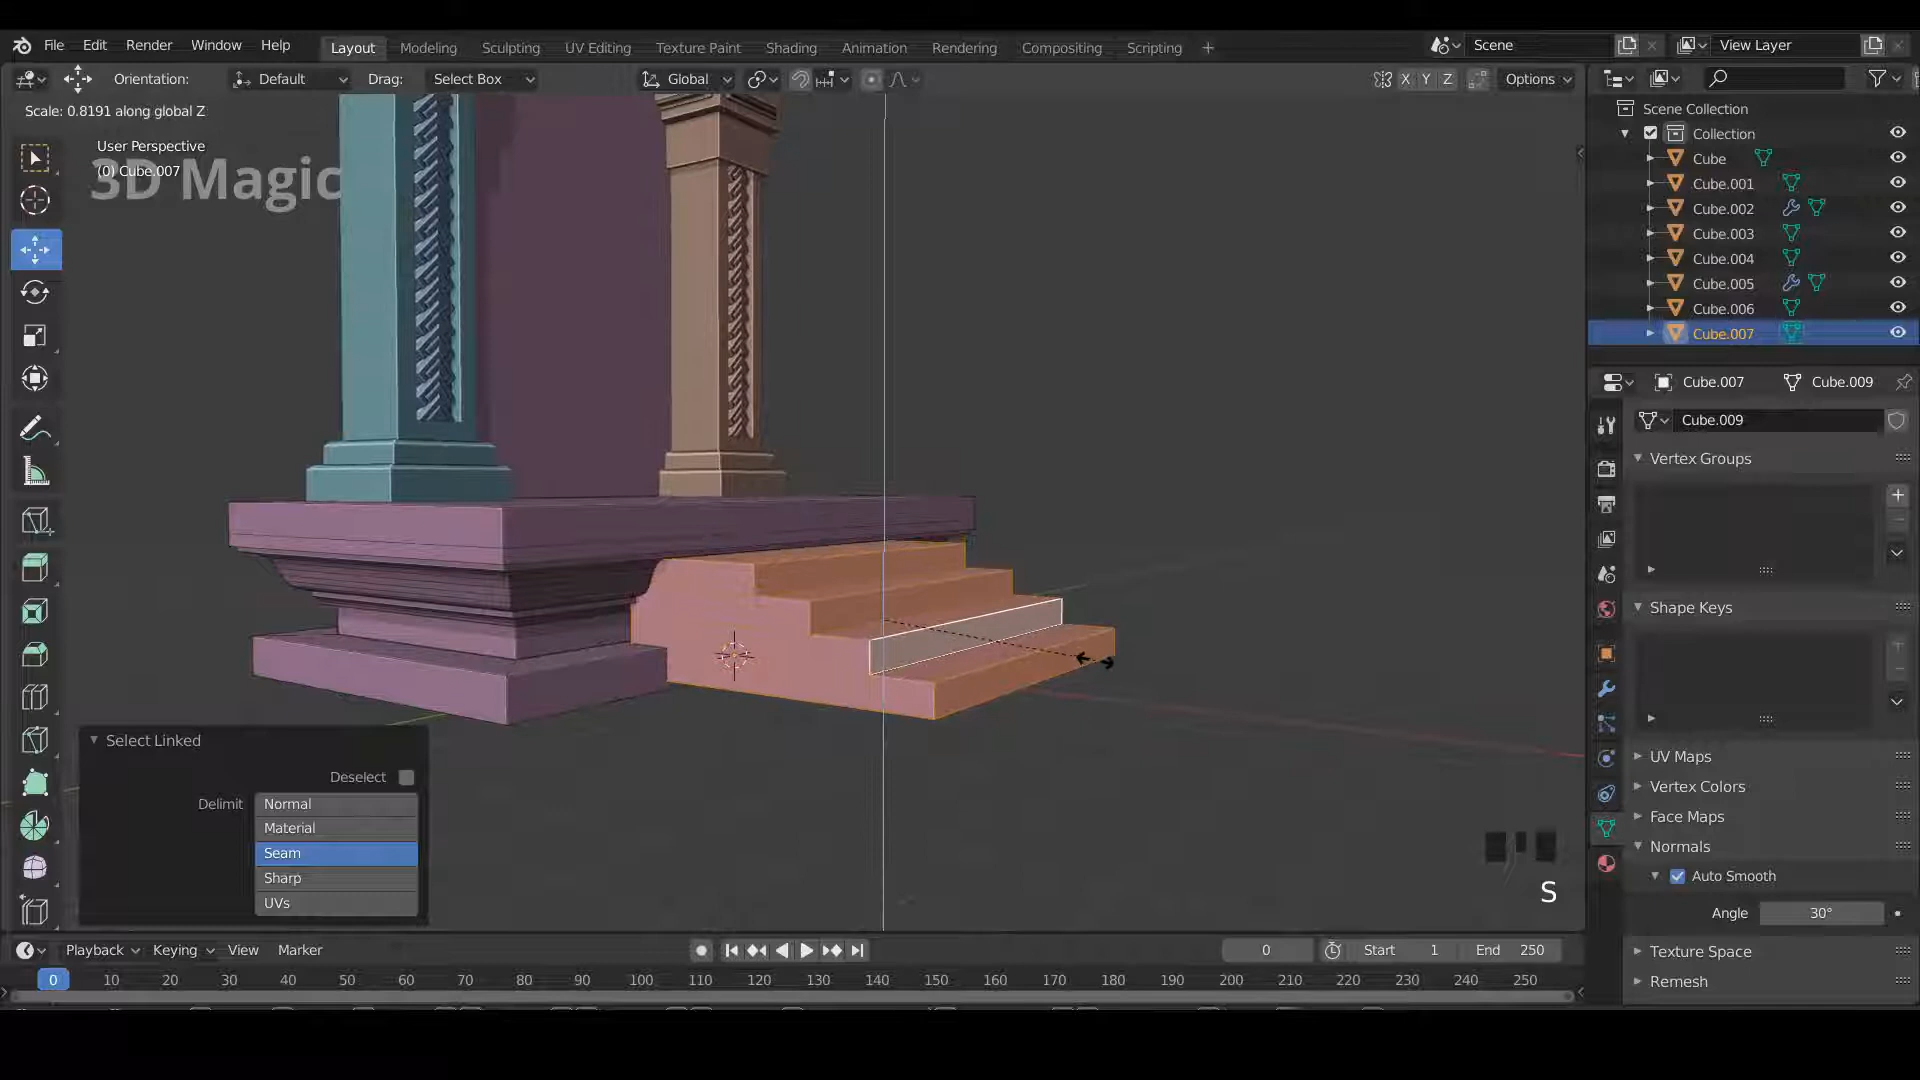 File Edit Render Window Help Layout Modeling Sculpting UV Editing Texture Paint Shading Animation Rendering Compositing Scripting + Scene View Layer
Orientation: Default Drag: Select Box Global X Y Z Options
Scale: 0.8191 along global Z
User Perspective
(0) Cube.007
3D Magic
Scene Collection
Collection
Cube
Cube.001
Cube.002
Cube.003
Cube.004
Cube.005
Cube.006
Cube.007
Cube.007 Cube.009
Cube.009
Vertex Groups
Shape Keys
UV Maps
Vertex Colors
Face Maps
Normals
Auto Smooth
Angle 30°
Texture Space
Remesh
Select Linked
Deselect
Delimit Normal
Material
Seam
Sharp
UVs
S
Playback Keying View Marker 0 Start 1 End 250
0 10 20 30 40 50 60 70 80 90 100 110 120 130 140 150 160 170 180 190 200 210 220 230 240 250